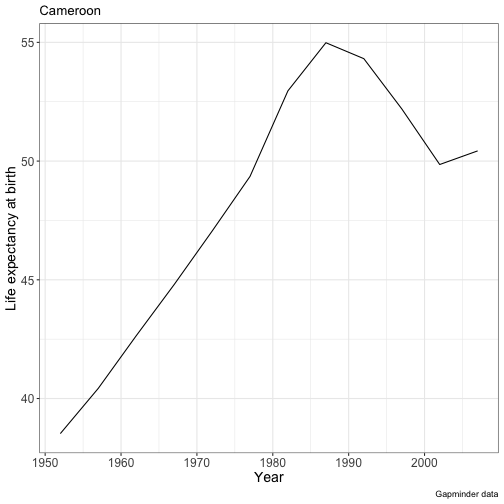 Cameroon
55
50
45
40
Life expectancy at birth
1950 1960 1970 1980 1990 2000
Year
Gapminder data